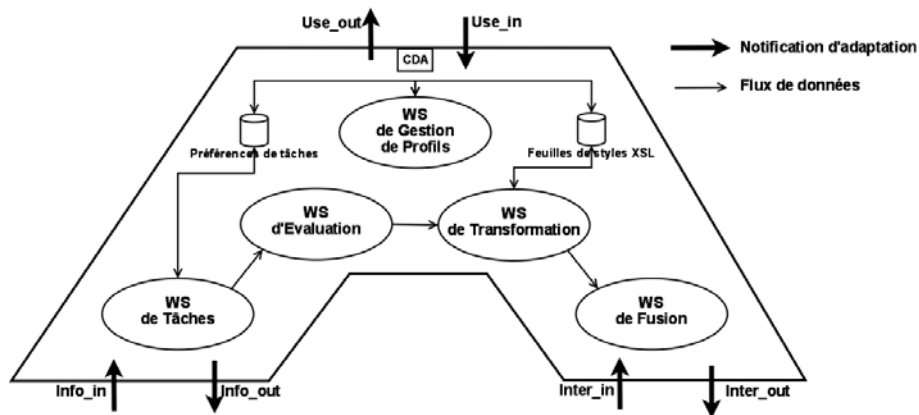 Use_out
Use_in
CDA
Notification d'adaptation
Flux de données
WS
de Gestion
de Profils
Préférences de tâches
Feuilles de styles XSL
WS
d'Evaluation
WS
de Transformation
WS
de Tâches
WS
de Fusion
Info_in
Info_out
Inter_in
Inter_out